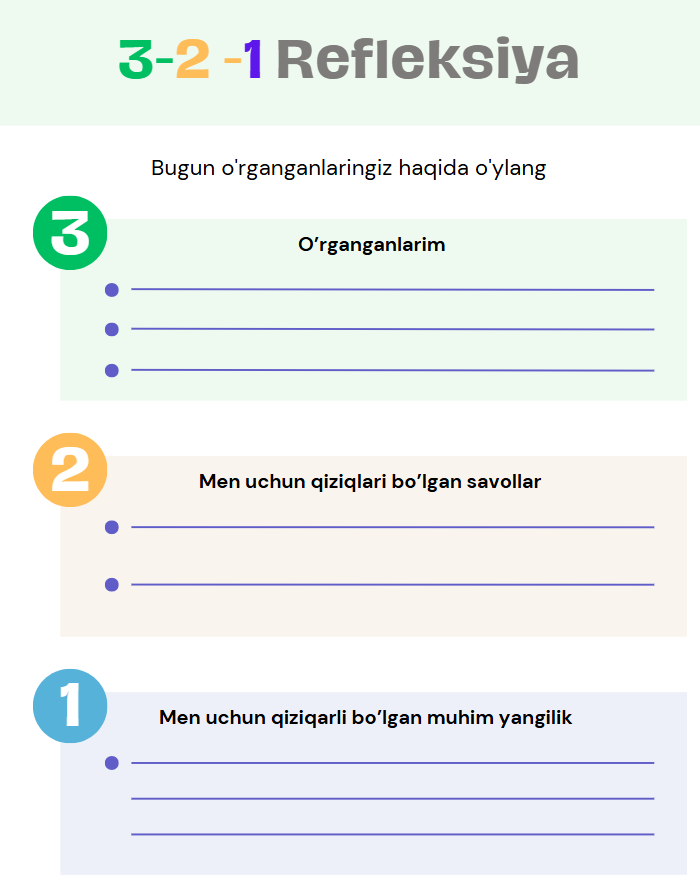 3-2 -1 Refleksiya
Bugun o'rganganlaringiz haqida o'ylang
3
O’rganganlarim
2
Men uchun qiziqlari bo’lgan savollar
1
Men uchun qiziqarli bo’lgan muhim yangilik